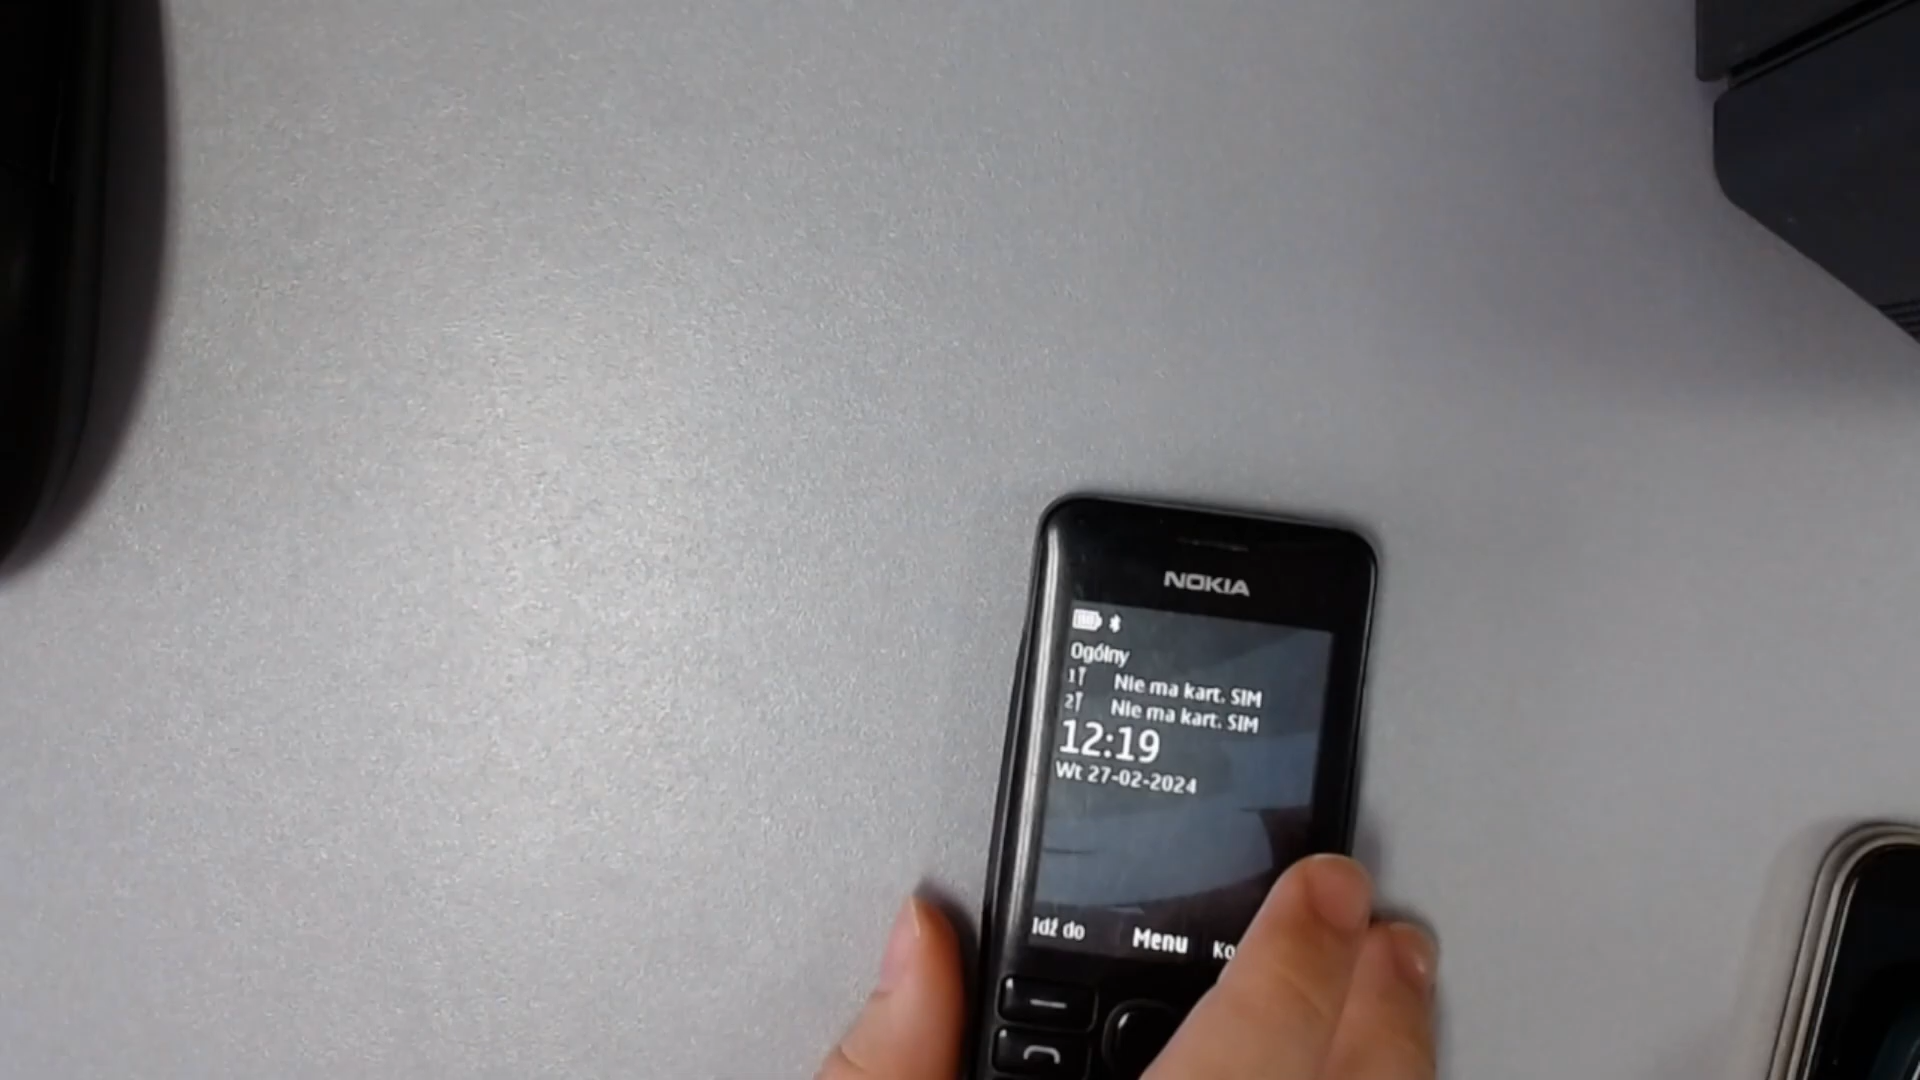 NOKIA
Ogólny
1 Nie ma kart. SIM
2 Nie ma kart. SIM
12:19
Wt 27-02-2024
Idź do Menu